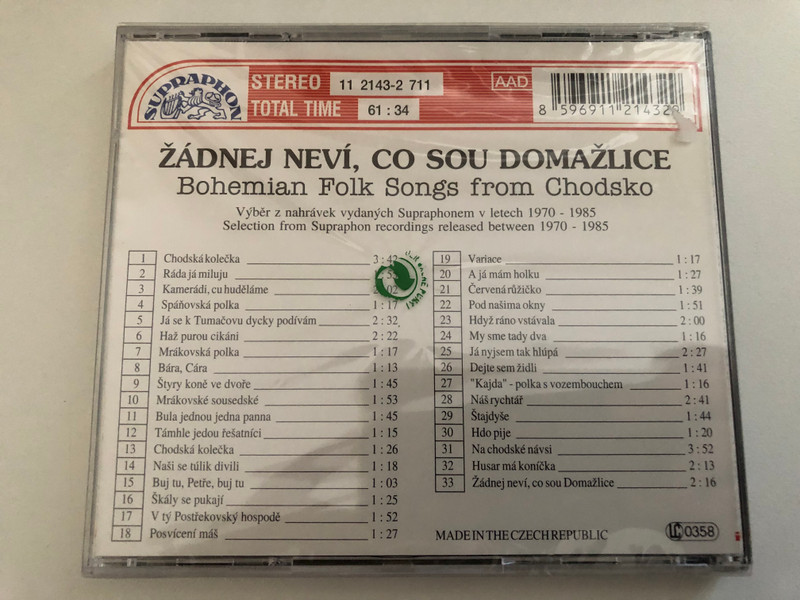 SUPRAPHON
STEREO 11 2143-2 711 AAD
TOTAL TIME 61 : 34
8 596911 21432
ŽÁDNEJ NEVÍ, CO SOU DOMAŽLICE
Bohemian Folk Songs from Chodsko
Výběr z nahrávek vydaných Supraphonem v letech 1970 - 1985
Selection from Supraphon recordings released between 1970 - 1985
1 Chodská kolečka 3 : 42
2 Ráda já miluju
3 Kamerádi, cu huděláme
4 Spáňovská polka 1 : 17
5 Já se k Tumačovu dycky podívám 2 : 32
6 Haž purou cikáni 2 : 22
7 Mrákovská polka 1 : 17
8 Bára, Cára 1 : 13
9 Štyry koně ve dvoře 1 : 45
10 Mrákovské sousedské 1 : 53
11 Bula jednou jedna panna 1 : 45
12 Támhle jedou řešatníci 1 : 15
13 Chodská kolečka 1 : 26
14 Naši se túlik divili 1 : 18
15 Buj tu, Petře, buj tu 1 : 03
16 Škály se pukají 1 : 25
17 V tý Postřekovský hospodě 1 : 52
18 Posvícení máš 1 : 27
19 Variace 1 : 17
20 A já mám holku 1 : 27
21 Červená růžičko 1 : 39
22 Pod našima okny 1 : 51
23 Hdyž ráno vstávala 2 : 00
24 My sme tady dva 1 : 16
25 Já nyjsem tak hlúpá 2 : 27
26 Dejte sem židli 1 : 41
27 "Kajda" - polka s vozembouchem 1 : 16
28 Náš rychtář 2 : 41
29 Štajdyše 1 : 44
30 Hdo pije 1 : 20
31 Na chodské návsi 3 : 52
32 Husar má koníčka 2 : 13
33 Žádnej neví, co sou Domažlice 2 : 16
MADE IN THE CZECH REPUBLIC
LC 0358